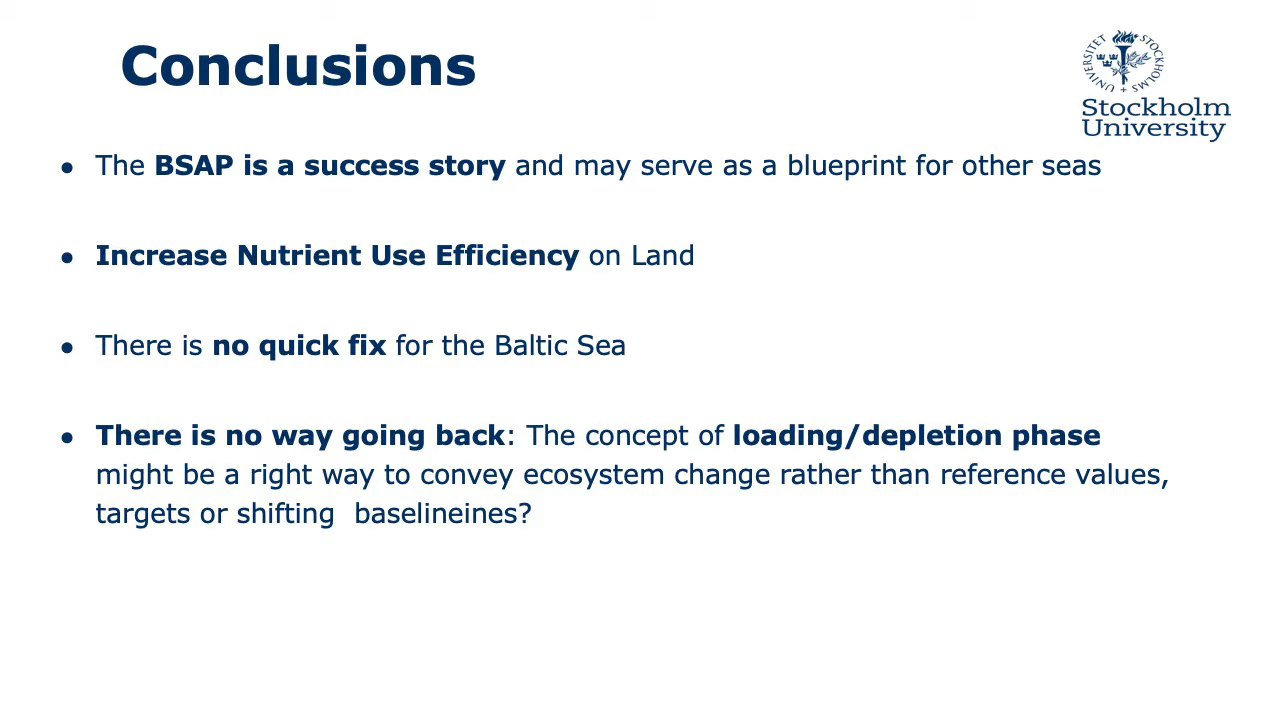 Conclusions
STOCKHOLMS UNIVERSITET
Stockholm
University
● The BSAP is a success story and may serve as a blueprint for other seas
● Increase Nutrient Use Efficiency on Land
● There is no quick fix for the Baltic Sea
● There is no way going back: The concept of loading/depletion phase
might be a right way to convey ecosystem change rather than reference values,
targets or shifting  baselineines?